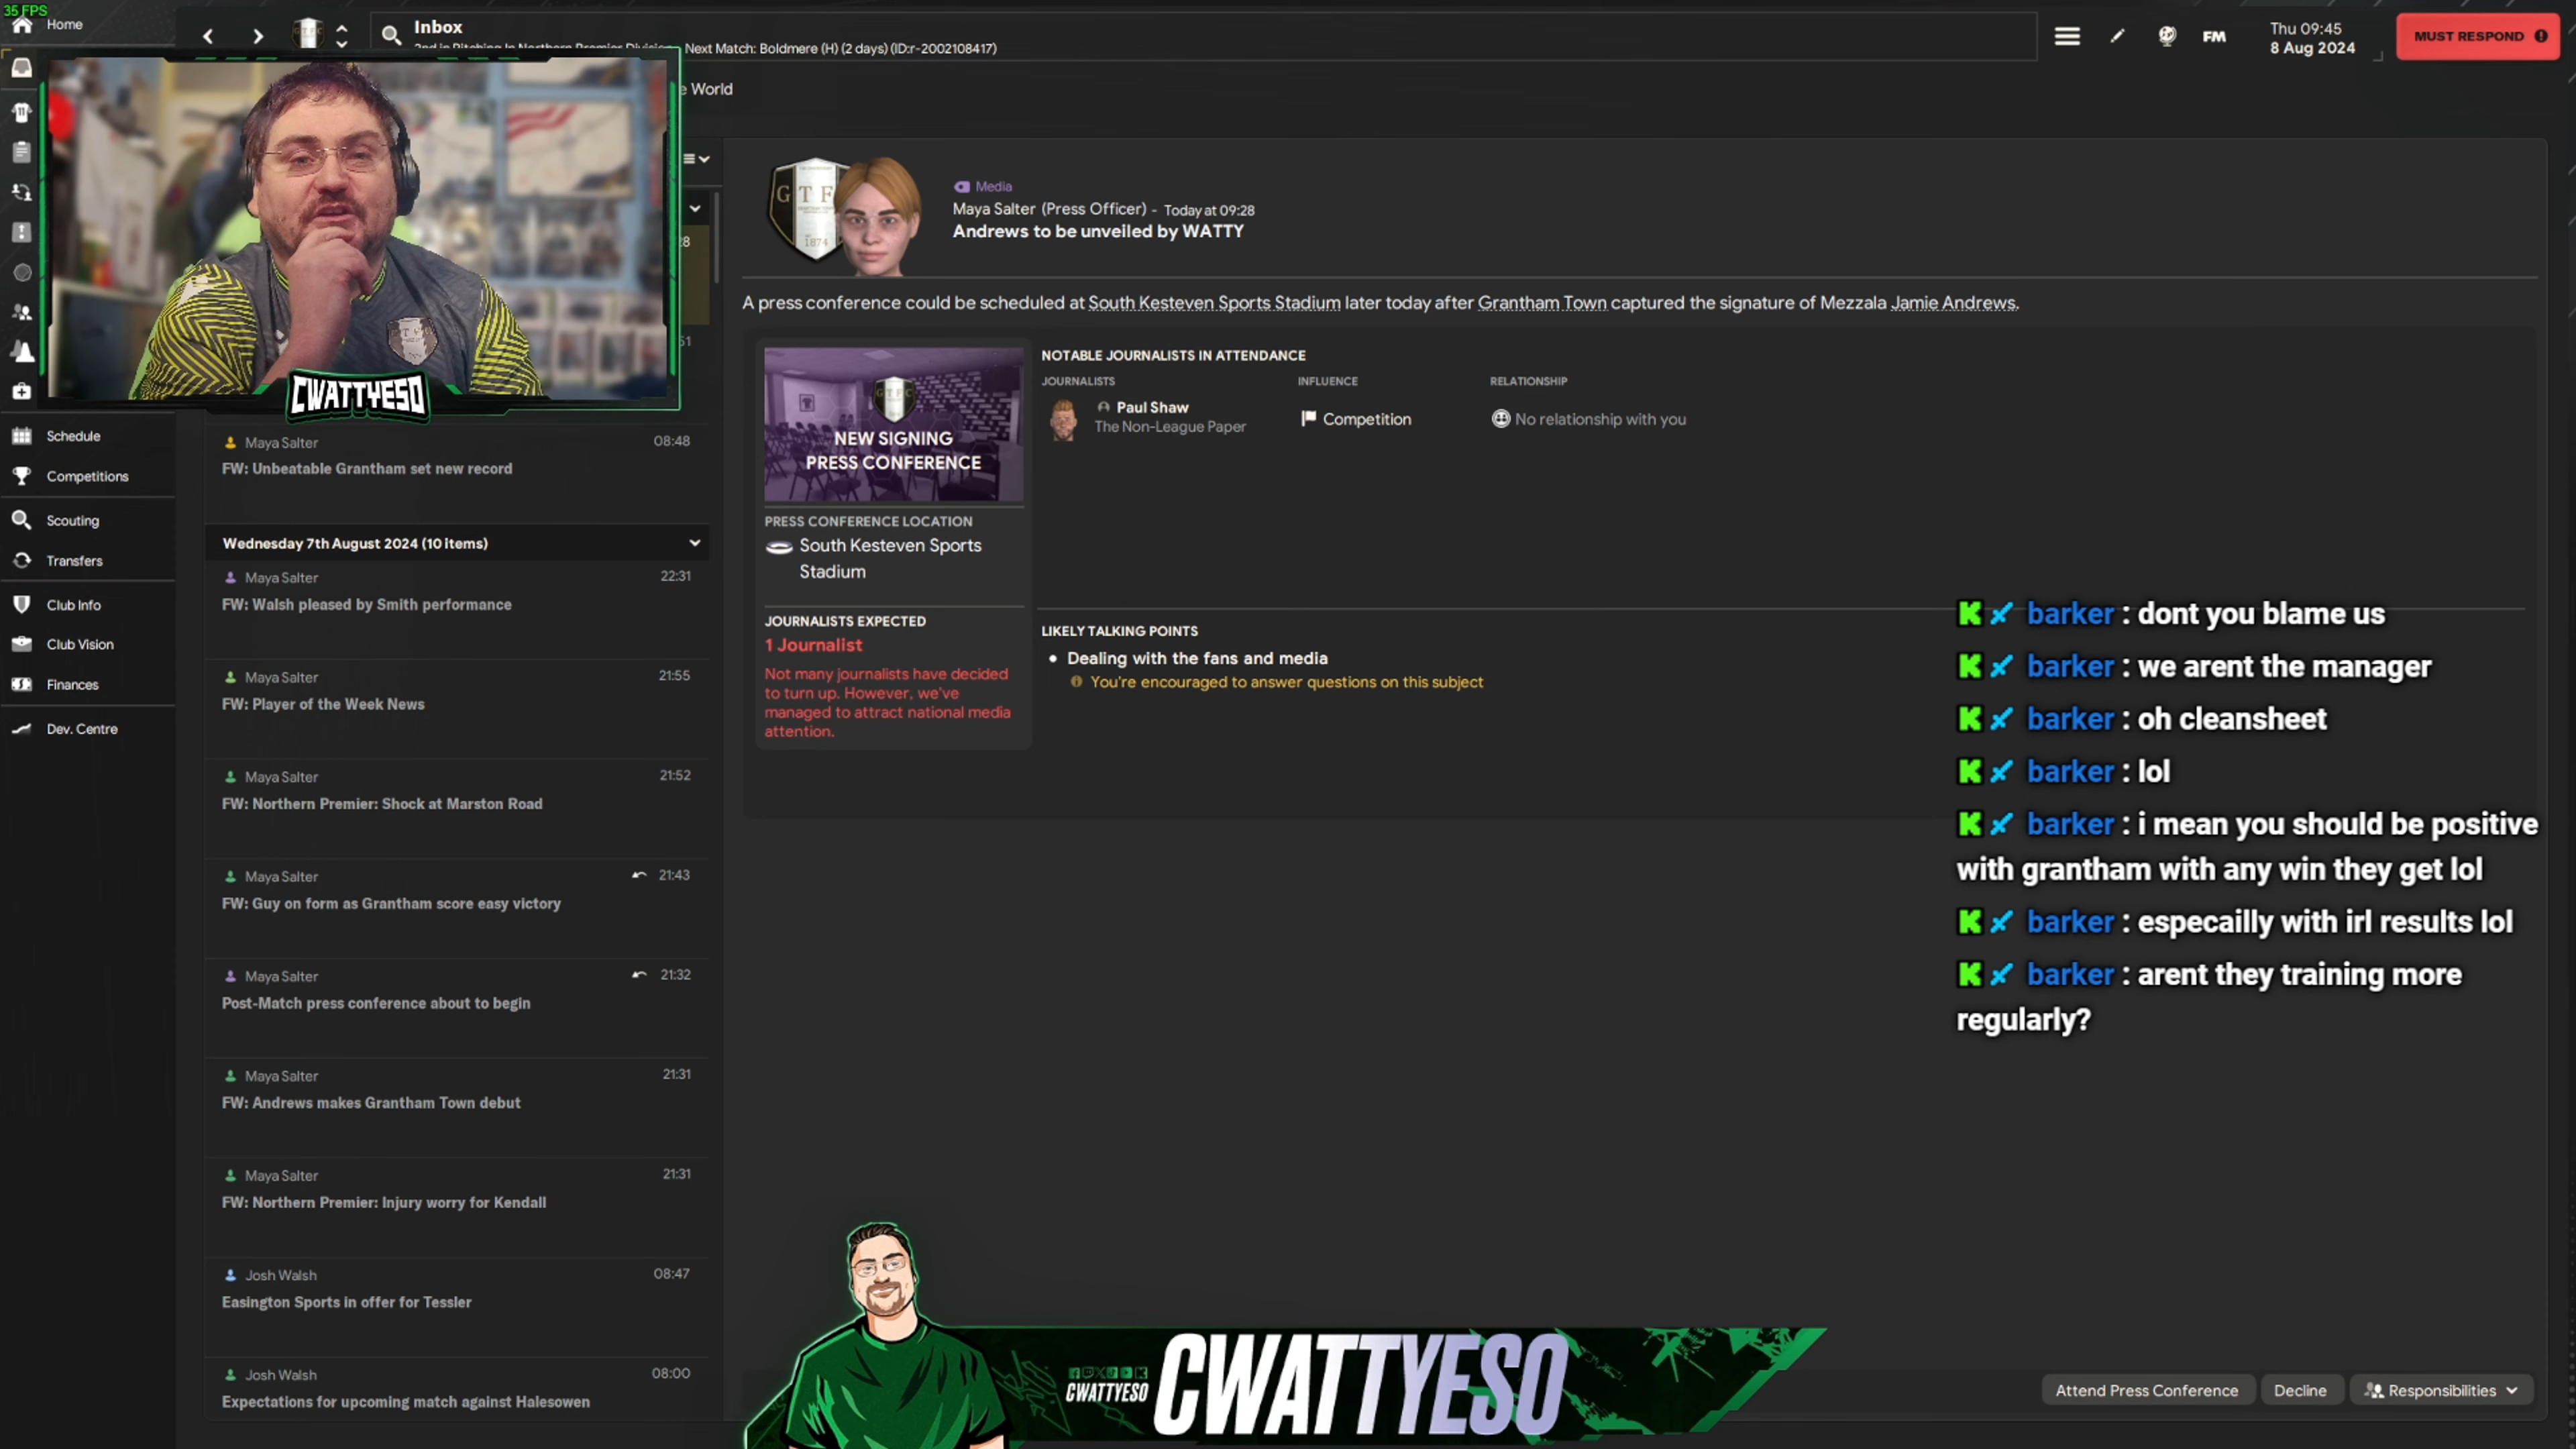 35 FPS
Home
Inbox
Next Match: Boldmere (H) (2 days) (ID:r-2002108417)
FM
Thu 09:45
8 Aug 2024
MUST RESPOND
e World
Media
Maya Salter (Press Officer) - Today at 09:28
Andrews to be unveiled by WATTY
GTF
1874
A press conference could be scheduled at South Kesteven Sports Stadium later today after Grantham Town captured the signature of Mezzala Jamie Andrews.
NEW SIGNING
PRESS CONFERENCE
PRESS CONFERENCE LOCATION
South Kesteven Sports
Stadium
JOURNALISTS EXPECTED
1 Journalist
Not many journalists have decided
to turn up. However, we've
managed to attract national media
attention.
NOTABLE JOURNALISTS IN ATTENDANCE
JOURNALISTS INFLUENCE RELATIONSHIP
Paul Shaw
The Non-League Paper
Competition
No relationship with you
LIKELY TALKING POINTS
Dealing with the fans and media
You're encouraged to answer questions on this subject
CWATTYESO
Schedule
Competitions
Scouting
Transfers
Club Info
Club Vision
Finances
Dev. Centre
Maya Salter 08:48
FW: Unbeatable Grantham set new record
Wednesday 7th August 2024 (10 items)
Maya Salter 22:31
FW: Walsh pleased by Smith performance
Maya Salter 21:55
FW: Player of the Week News
Maya Salter 21:52
FW: Northern Premier: Shock at Marston Road
Maya Salter 21:43
FW: Guy on form as Grantham score easy victory
Maya Salter 21:32
Post-Match press conference about to begin
Maya Salter 21:31
FW: Andrews makes Grantham Town debut
Maya Salter 21:31
FW: Northern Premier: Injury worry for Kendall
Josh Walsh 08:47
Easington Sports in offer for Tessler
Josh Walsh 08:00
Expectations for upcoming match against Halesowen
barker : dont you blame us
barker : we arent the manager
barker : oh cleansheet
barker : lol
barker : i mean you should be positive
with grantham with any win they get lol
barker : especailly with irl results lol
barker : arent they training more
regularly?
CWATTYESO
CWATTYESO
Attend Press Conference
Decline
Responsibilities